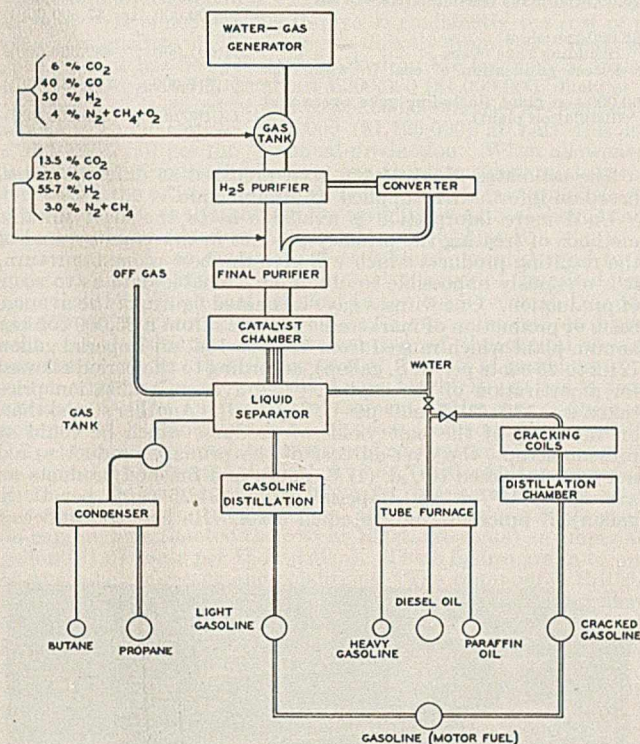 WATER-GAS
GENERATOR
6 % CO2
40 % CO
50 % H2
4 % N2+CH4+O2
GAS
TANK
13.5 % CO2
27.8 % CO
55.7 % H2
3.0 % N2+CH4
H2S PURIFIER
CONVERTER
OFF GAS
FINAL PURIFIER
CATALYST
CHAMBER
WATER
GAS
TANK
LIQUID
SEPARATOR
CRACKING
COILS
GASOLINE
DISTILLATION
DISTILLATION
CHAMBER
CONDENSER
TUBE FURNACE
LIGHT
GASOLINE
DIESEL OIL
BUTANE
PROPANE
HEAVY
GASOLINE
PARAFFIN
OIL
CRACKED
GASOLINE
GASOLINE (MOTOR FUEL)